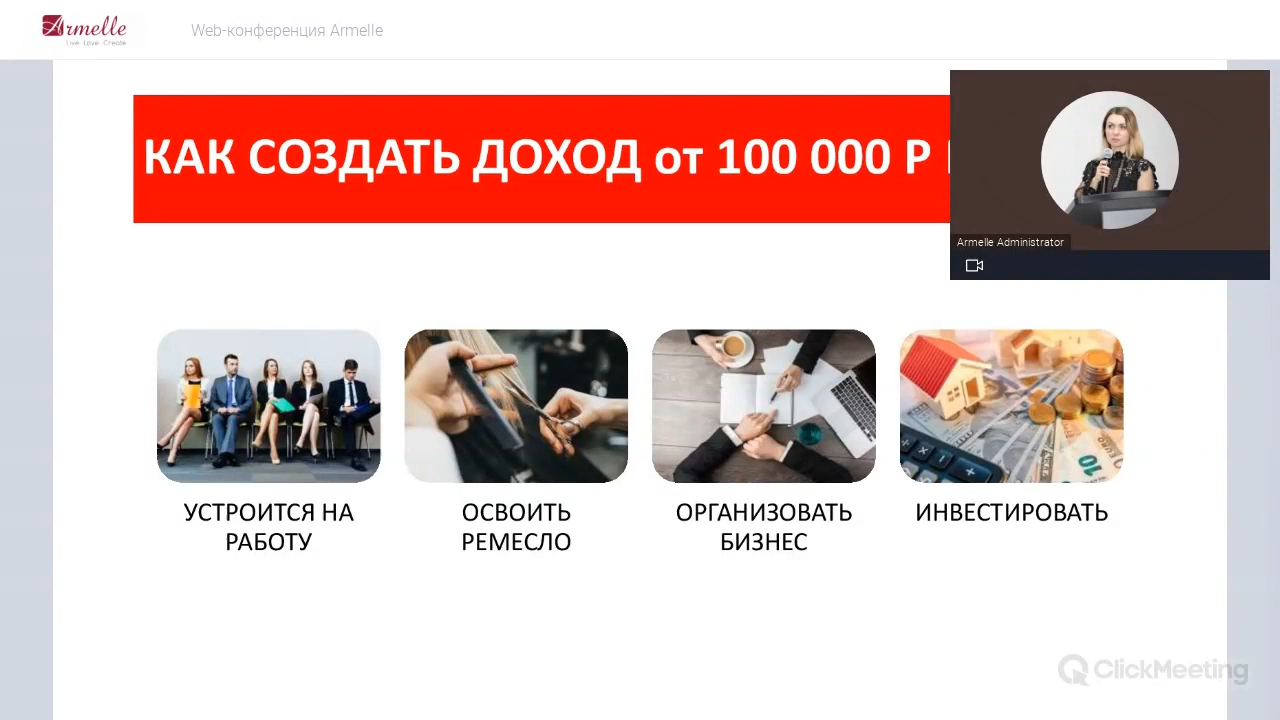 Armelle
Live Love Create
Web-конференция Armelle
КАК СОЗДАТЬ ДОХОД от 100 000 Р
Armelle Administrator
УСТРОИТСЯ НА
РАБОТУ
ОСВОИТЬ
РЕМЕСЛО
ОРГАНИЗОВАТЬ
БИЗНЕС
ИНВЕСТИРОВАТЬ
10
ClickMeeting